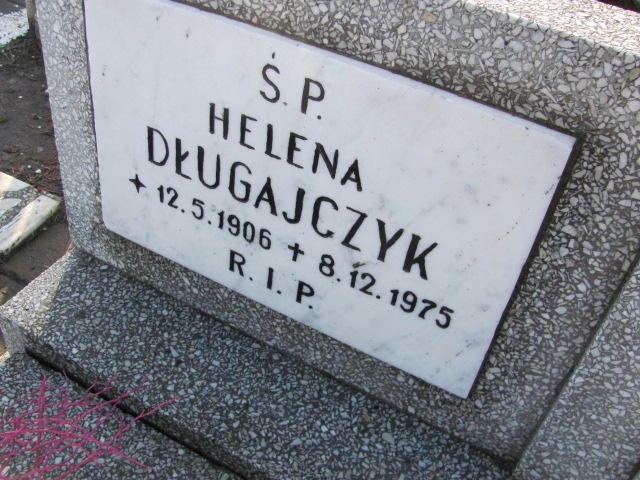 Ś.P.
HELENA
DŁUGAJCZYK
✦ 12.5.1906 + 8.12.1975
R.I.P.